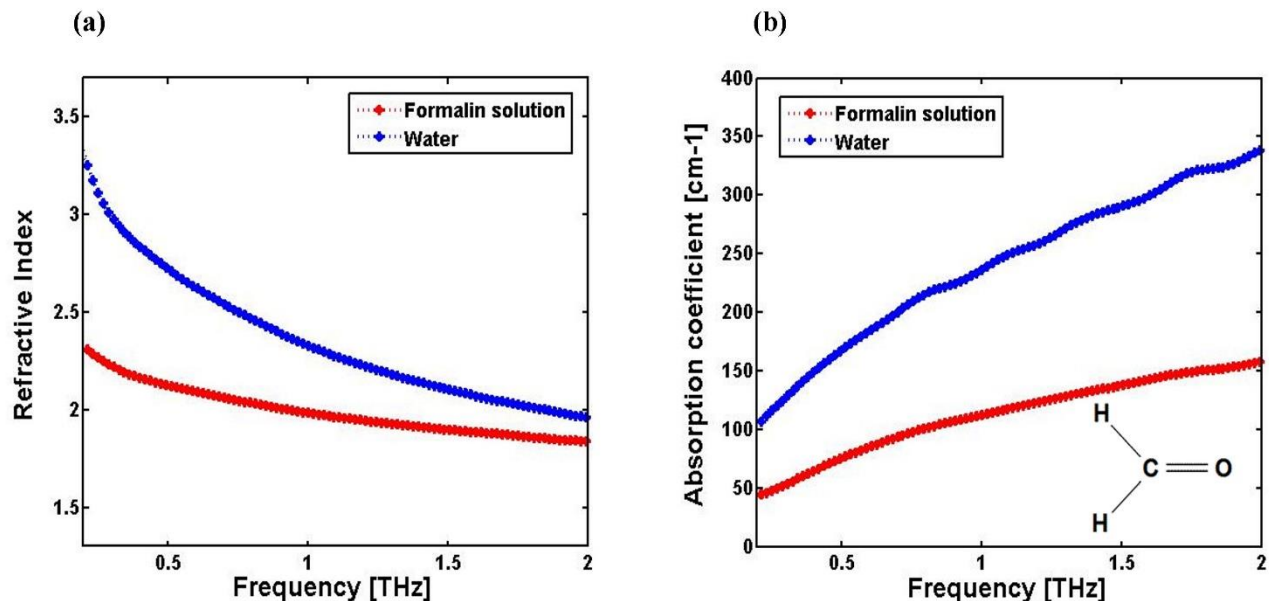 (a)
(b)
Refractive Index
3.5
3
2.5
2
1.5
Formalin solution
Water
0.5
1
1.5
2
Frequency [THz]
Absorption coefficient [cm-1]
400
350
300
250
200
150
100
50
0
Formalin solution
Water
H
C
O
H
0.5
1
1.5
2
Frequency [THz]